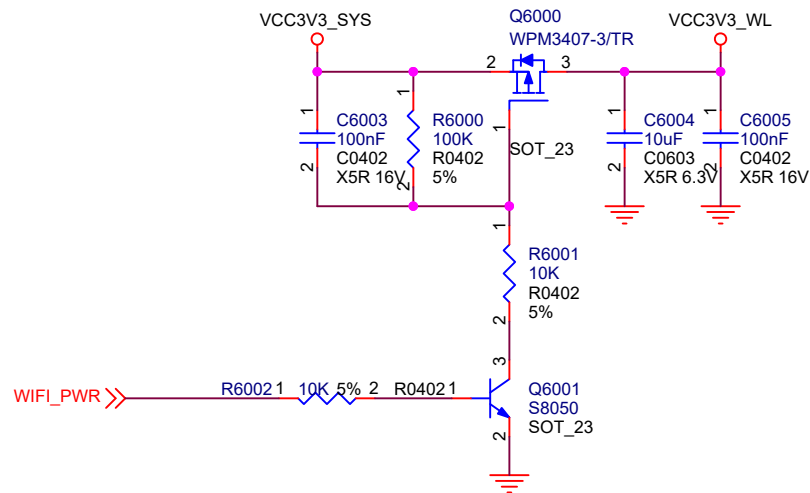 VCC3V3_SYS
Q6000
WPM3407-3/TR
VCC3V3_WL
2
3
1
1
1
1
1
C6003
100nF
C0402
X5R 16V
2
R6000
100K
R0402
5%
2
SOT_23
C6004
10uF
C0603
X5R 6.3V
2
C6005
100nF
C0402
X5R 16V
2
1
R6001
10K
R0402
5%
2
3
WIFI_PWR
R6002 1 10K 5% 2 R0402 1
Q6001
S8050
SOT_23
2